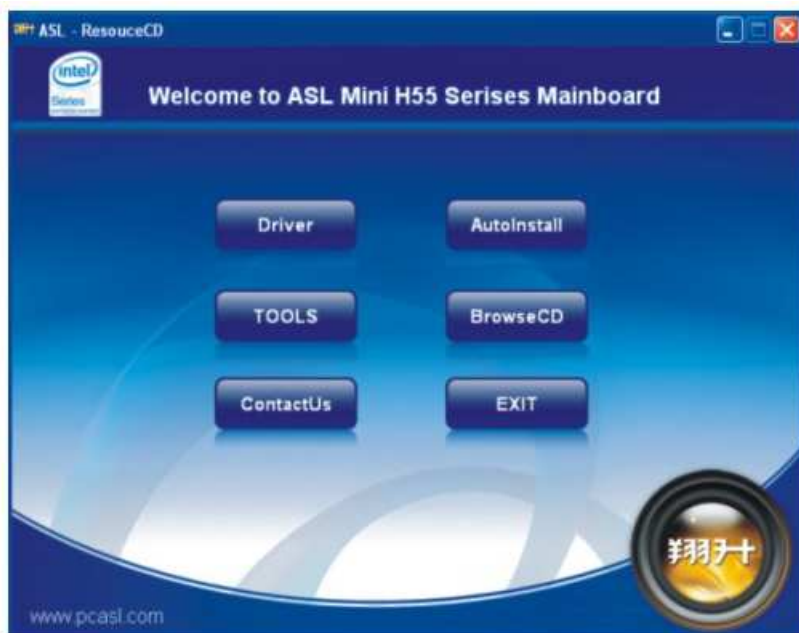 ASL - ResouceCD
intel
Series
Welcome to ASL Mini H55 Serises Mainboard
Driver
AutoInstall
TOOLS
BrowseCD
ContactUs
EXIT
翔升
www.pcasl.com